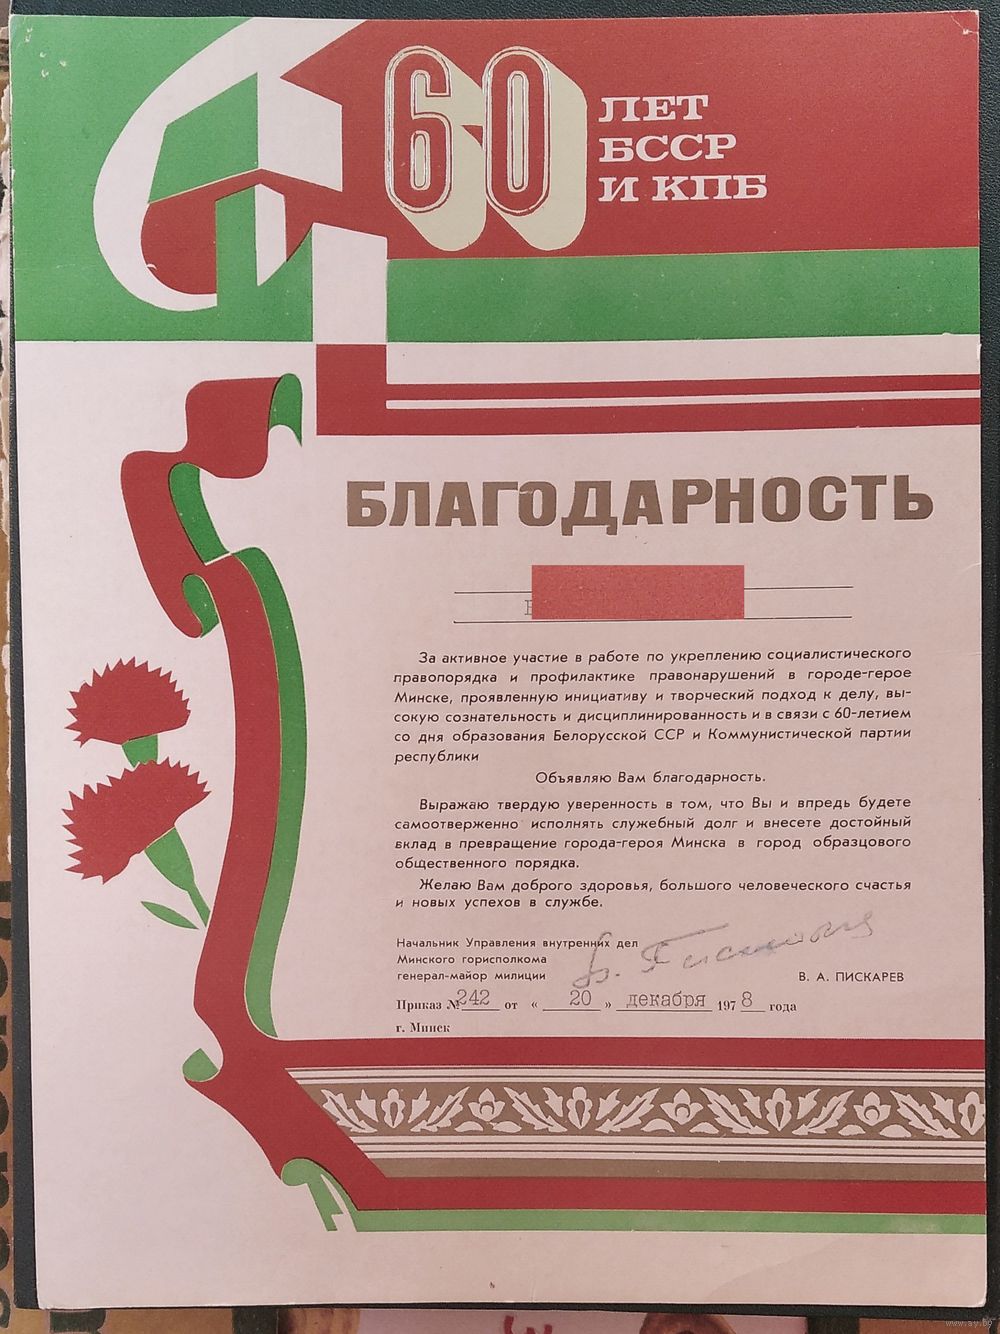 60
ЛЕТ
БССР
И КПБ
БЛАГОДАРНОСТЬ
За активное участие в работе по укреплению социалистического
правопорядка и профилактике правонарушений в городе-герое
Минске, проявленную инициативу и творческий подход к делу, вы-
сокую сознательность и дисциплинированность и в связи с 60-летием
со дня образования Белорусской ССР и Коммунистической партии
республики
Объявляю Вам благодарность.
Выражаю твердую уверенность в том, что Вы и впредь будете
самоотверженно исполнять служебный долг и внесете достойный
вклад в превращение города-героя Минска в город образцового
общественного порядка.
Желаю Вам доброго здоровья, большого человеческого счастья
и новых успехов в службе.
Начальник Управления внутренних дел
Минского горисполкома
генерал-майор милиции В. А. ПИСКАРЕВ
Приказ № 242 от « 20 » декабря 1978 года
г. Минск
www.ay.by